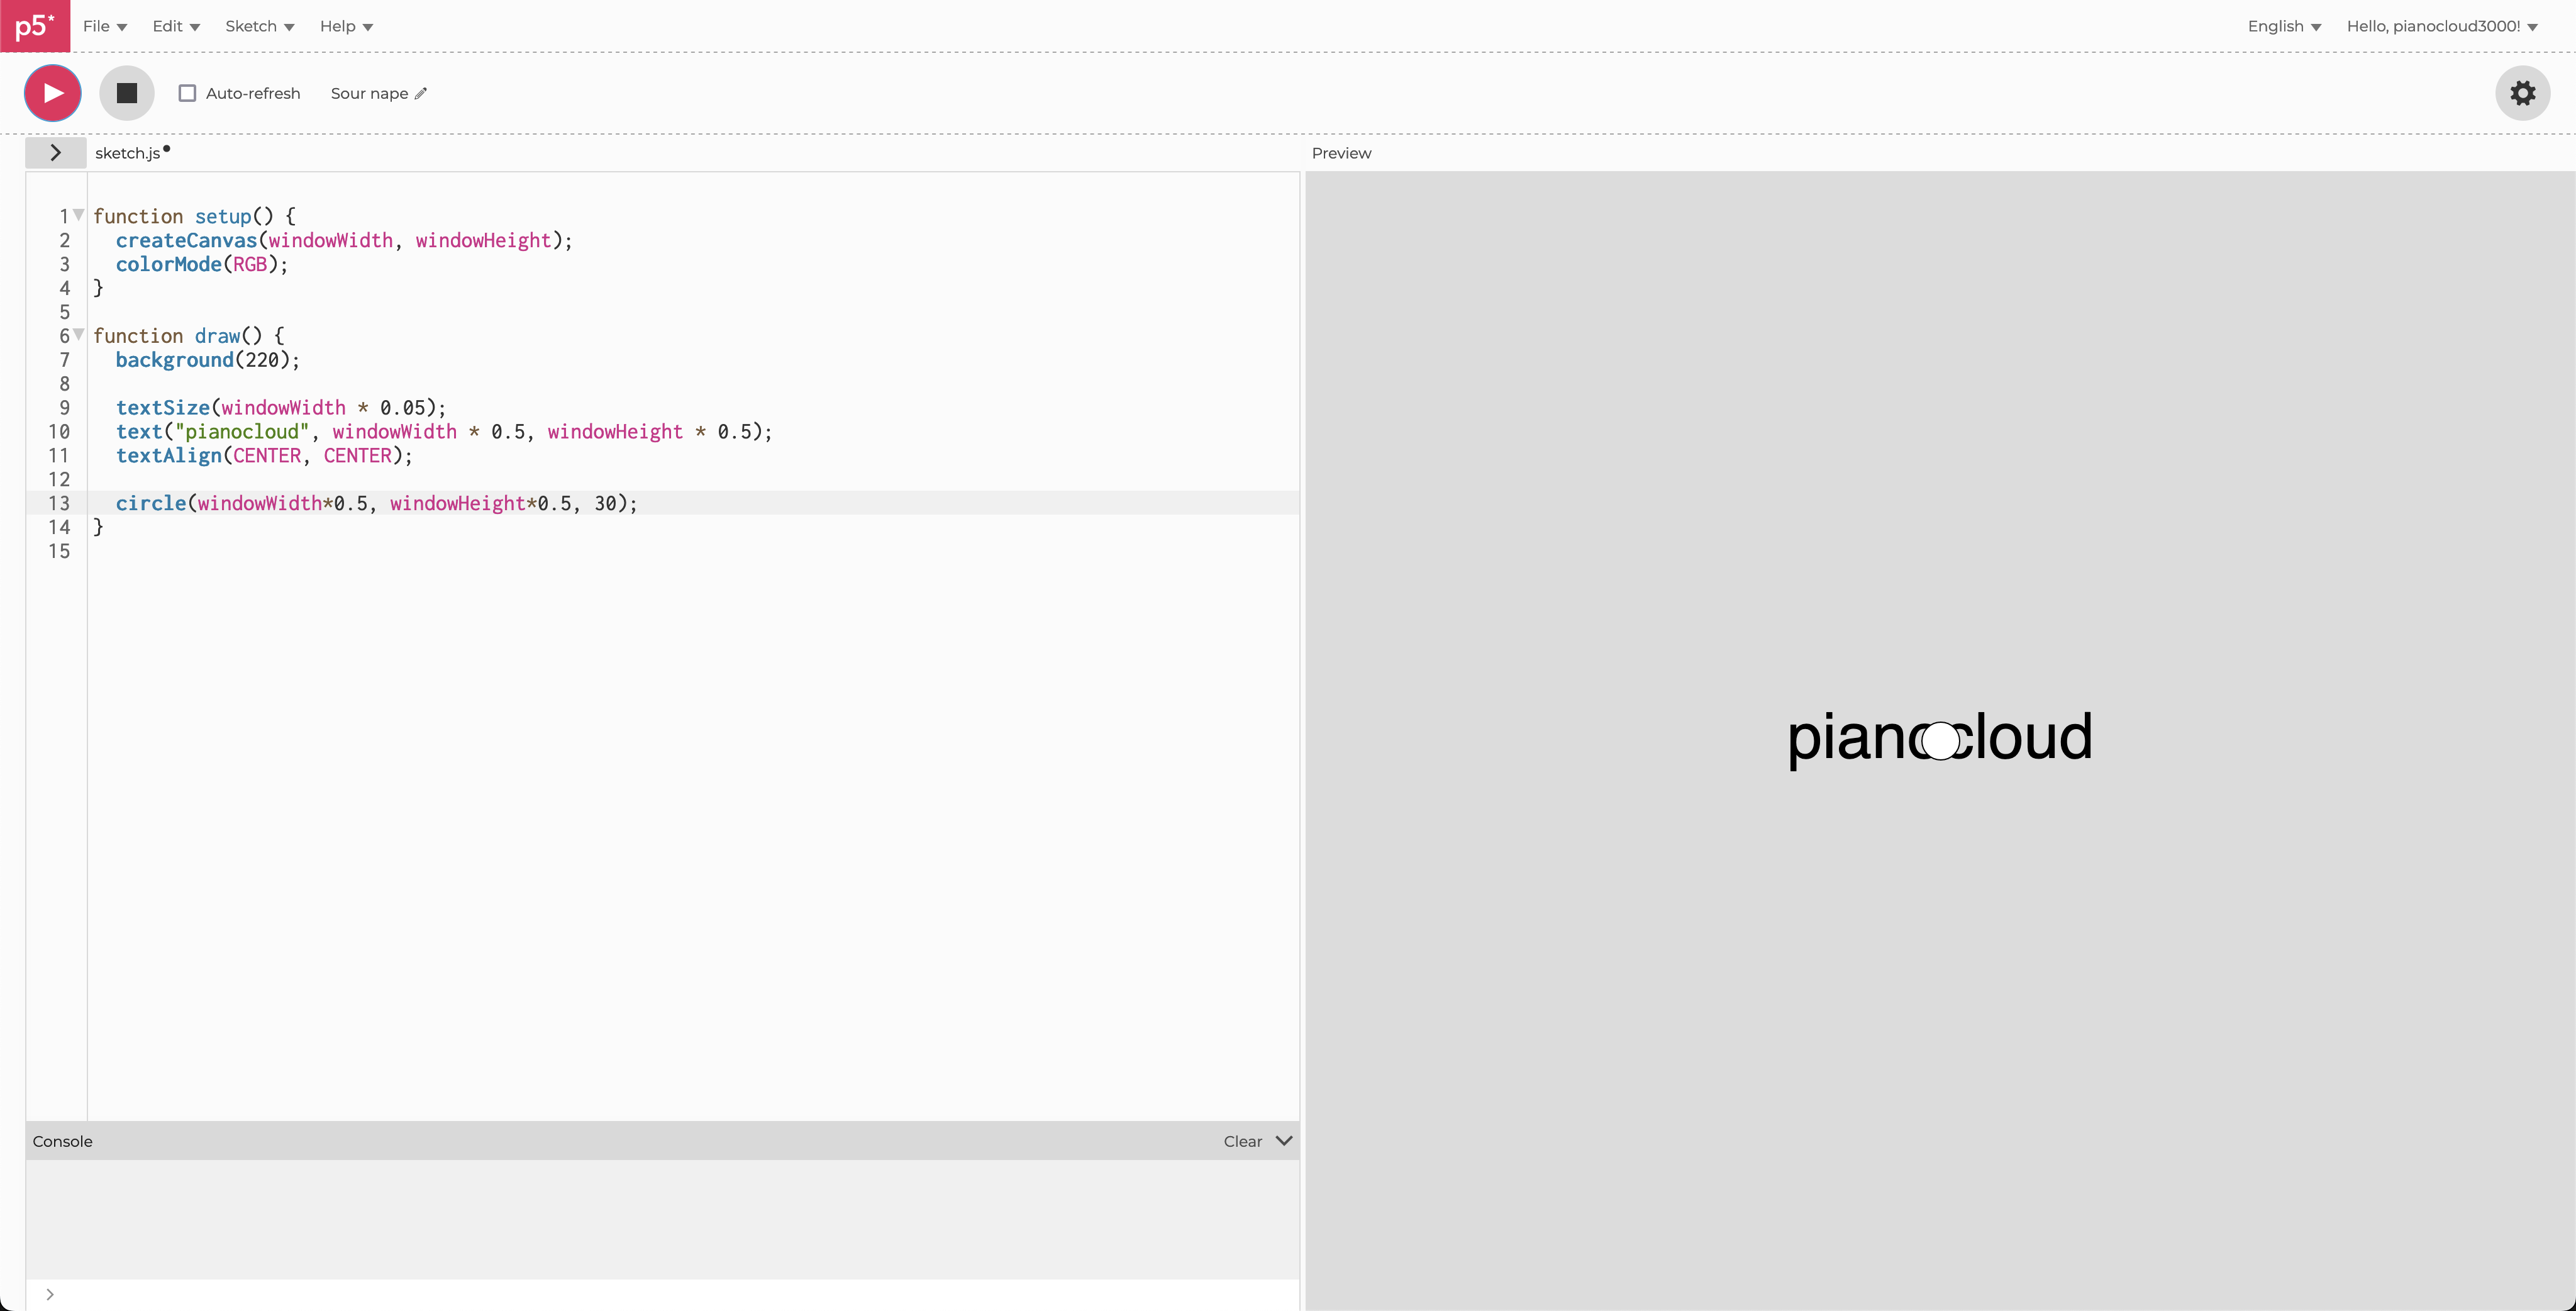 p5* File Edit Sketch Help English Hello, pianocloud3000!
Auto-refresh Sour nape
sketch.js Preview
1 function setup() {
2 createCanvas(windowWidth, windowHeight);
3 colorMode(RGB);
4 }
5
6 function draw() {
7 background(220);
8
9 textSize(windowWidth * 0.05);
10 text("pianocloud", windowWidth * 0.5, windowHeight * 0.5);
11 textAlign(CENTER, CENTER);
12
13 circle(windowWidth*0.5, windowHeight*0.5, 30);
14 }
15
pianocloud
Console Clear
>